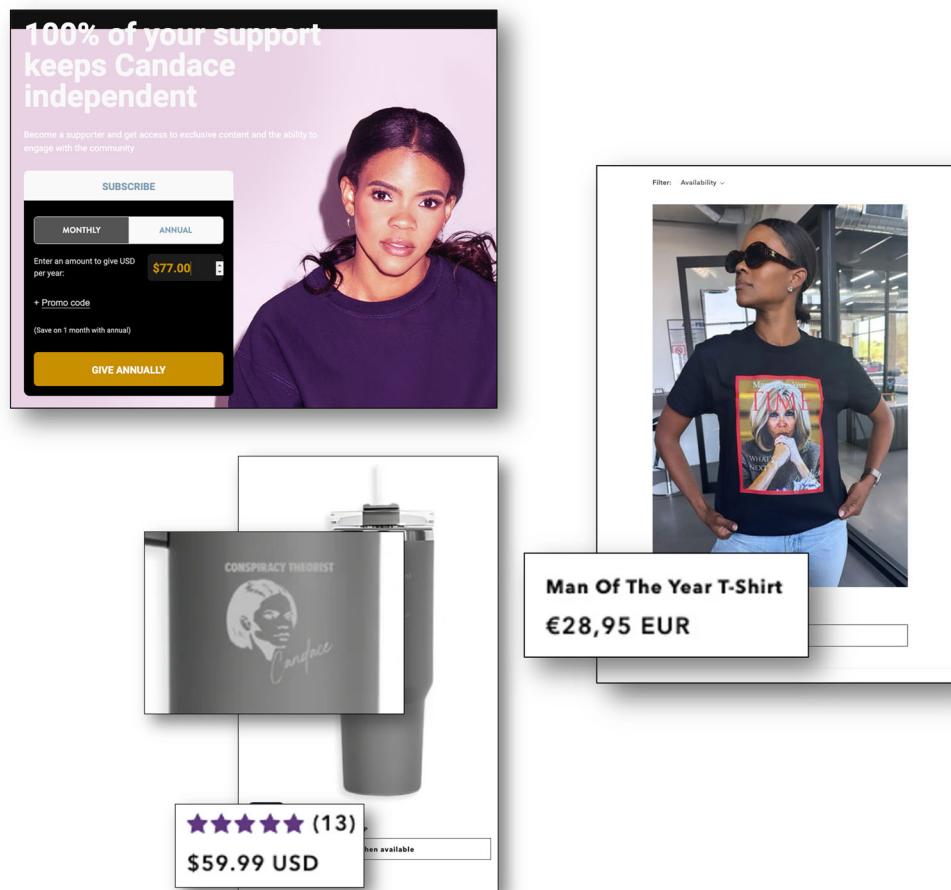 100% of your support
keeps Candace
independent
Become a supporter and get access to exclusive content and the ability to
engage with the community
SUBSCRIBE
MONTHLY
ANNUAL
Enter an amount to give USD
per year:
$77.00
+ Promo code
(Save on 1 month with annual)
GIVE ANNUALLY
Filter:
Availability
TIME
WHAT'S
NEXT
Man Of The Year T-Shirt
€28,95 EUR
CONSPIRACY THEORIST
Candace
(13)
$59.99 USD
hen available